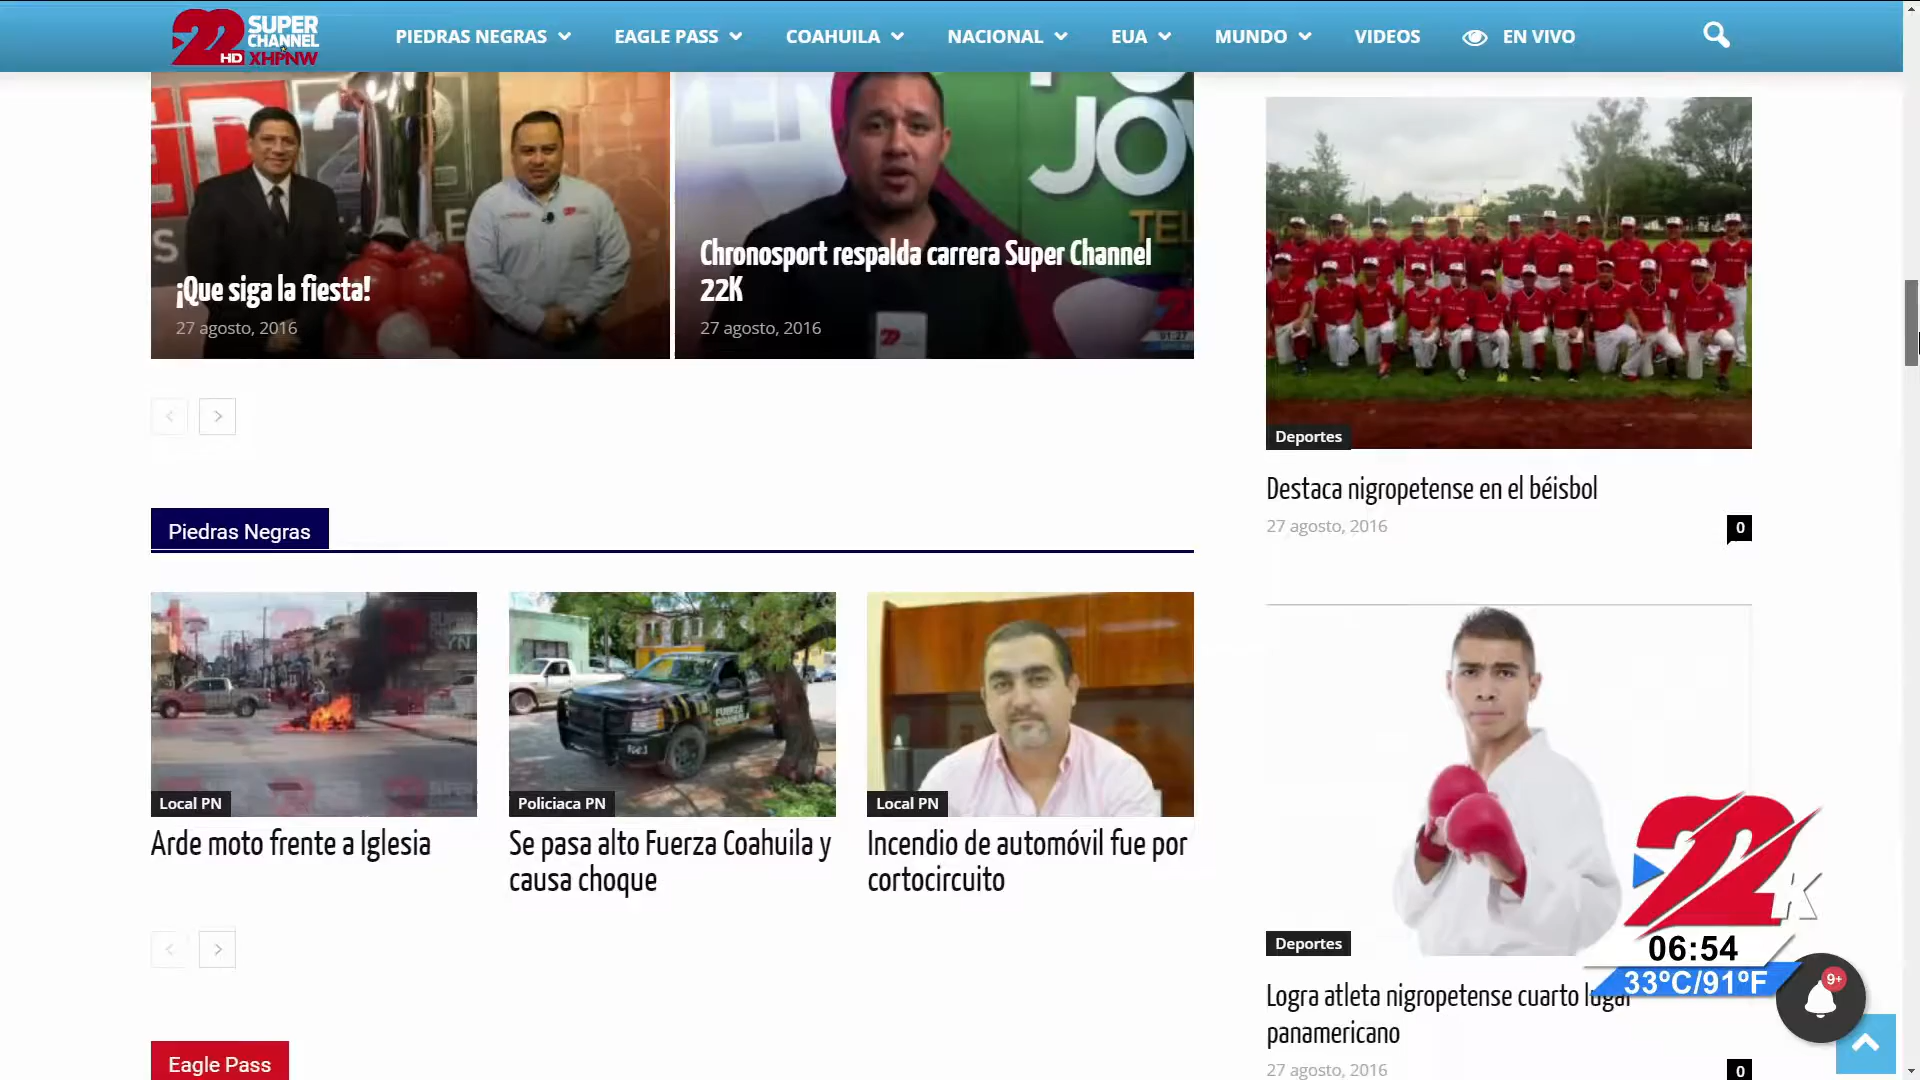 22 SUPER
CHANNEL
HD XHPNW
PIEDRAS NEGRAS
EAGLE PASS
COAHUILA
NACIONAL
EUA
MUNDO
VIDEOS
EN VIVO
¡Que siga la fiesta!
27 agosto, 2016
Chronosport respalda carrera Super Channel
22K
27 agosto, 2016
Deportes
Destaca nigropetense en el béisbol
27 agosto, 2016
0
Piedras Negras
FUERZA
COAHUILA
Local PN
Arde moto frente a Iglesia
Policiaca PN
Se pasa alto Fuerza Coahuila y
causa choque
Local PN
Incendio de automóvil fue por
cortocircuito
Deportes
Logra atleta nigropetense cuarto lugar
panamericano
27 agosto, 2016
0
22K
06:54
33ºC/91ºF
9+
Eagle Pass